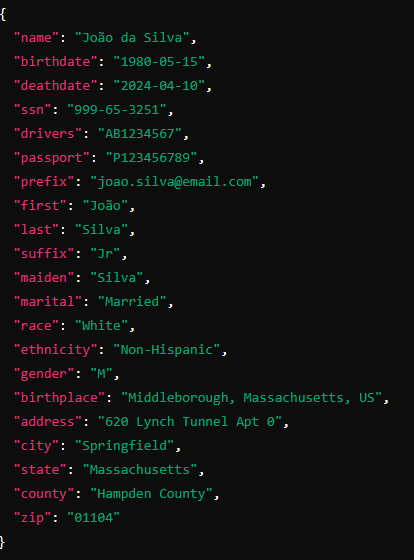 {
"name": "João da Silva",
"birthdate": "1980-05-15",
"deathdate": "2024-04-10",
"ssn": "999-65-3251",
"drivers": "AB1234567",
"passport": "P123456789",
"prefix": "joao.silva@email.com",
"first": "João",
"last": "Silva",
"suffix": "Jr",
"maiden": "Silva",
"marital": "Married",
"race": "White",
"ethnicity": "Non-Hispanic",
"gender": "M",
"birthplace": "Middleborough, Massachusetts, US",
"address": "620 Lynch Tunnel Apt 0",
"city": "Springfield",
"state": "Massachusetts",
"county": "Hampden County",
"zip": "01104"
}